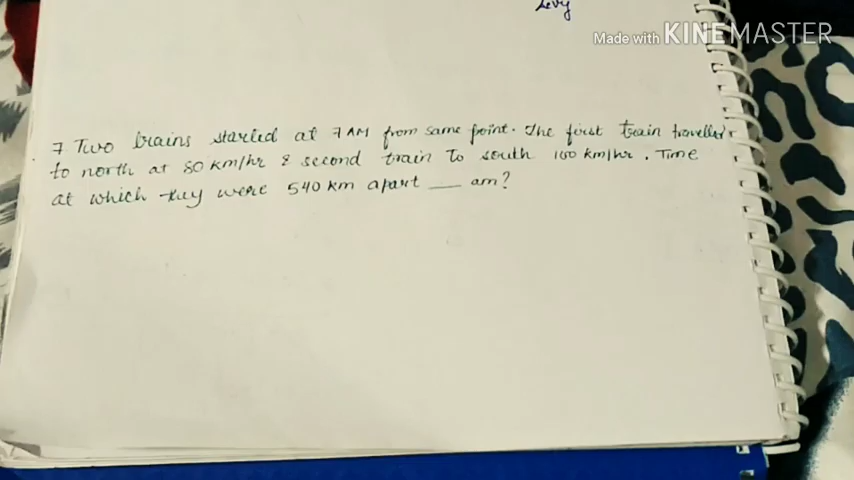 Levy
Made with KINEMASTER
7 Two trains started at 7 AM from same point. The first train travelled
to north at 80 km/hr & second train to south 100 km/hr. Time
at which they were 540 km apart __ am?